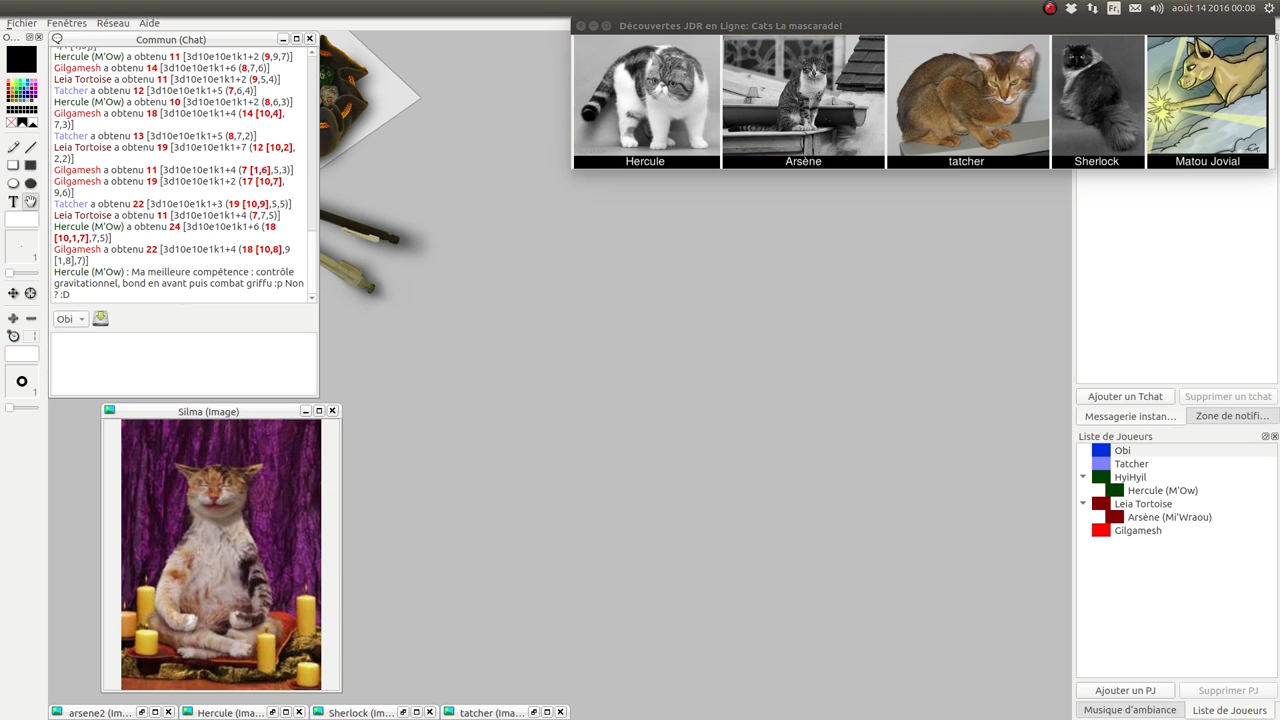 Fichier Fenêtres Réseau Aide
Fr
août 14 2016 00:08
O...
1
1
1
Commun (Chat)
Hercule (M'Ow) a obtenu 11 [3d10e10e1k1+2 (9,9,7)]
Gilgamesh a obtenu 14 [3d10e10e1k1+6 (8,7,6)]
Leia Tortoise a obtenu 11 [3d10e10e1k1+2 (9,5,4)]
Tatcher a obtenu 12 [3d10e10e1k1+5 (7,6,4)]
Hercule (M'Ow) a obtenu 10 [3d10e10e1k1+2 (8,6,3)]
Gilgamesh a obtenu 18 [3d10e10e1k1+4 (14 [10,4],
7,3)]
Tatcher a obtenu 13 [3d10e10e1k1+5 (8,7,2)]
Leia Tortoise a obtenu 19 [3d10e10e1k1+7 (12 [10,2],
2,2)]
Gilgamesh a obtenu 11 [3d10e10e1k1+4 (7 [1,6],5,3)]
Gilgamesh a obtenu 19 [3d10e10e1k1+2 (17 [10,7],
9,6)]
Tatcher a obtenu 22 [3d10e10e1k1+3 (19 [10,9],5,5)]
Leia Tortoise a obtenu 11 [3d10e10e1k1+4 (7,7,5)]
Hercule (M'Ow) a obtenu 24 [3d10e10e1k1+6 (18
[10,1,7],7,5)]
Gilgamesh a obtenu 22 [3d10e10e1k1+4 (18 [10,8],9
[1,8],7)]
Hercule (M'Ow) : Ma meilleure compétence : contrôle
gravitationnel, bond en avant puis combat griffu :p Non
? :D
Obi
Silma (Image)
arsene2 (Im...
Hercule (Ima...
Sherlock (Im...
tatcher (Ima...
Découvertes JDR en Ligne: Cats La mascarade!
Hercule
Arsène
tatcher
Sherlock
Matou Jovial
Ajouter un Tchat
Supprimer un tchat
Messagerie instan...
Zone de notifi...
Liste de Joueurs
Obi
Tatcher
HyiHyil
Hercule (M'Ow)
Leia Tortoise
Arsène (Mi'Wraou)
Gilgamesh
Ajouter un PJ
Supprimer PJ
Musique d'ambiance
Liste de Joueurs